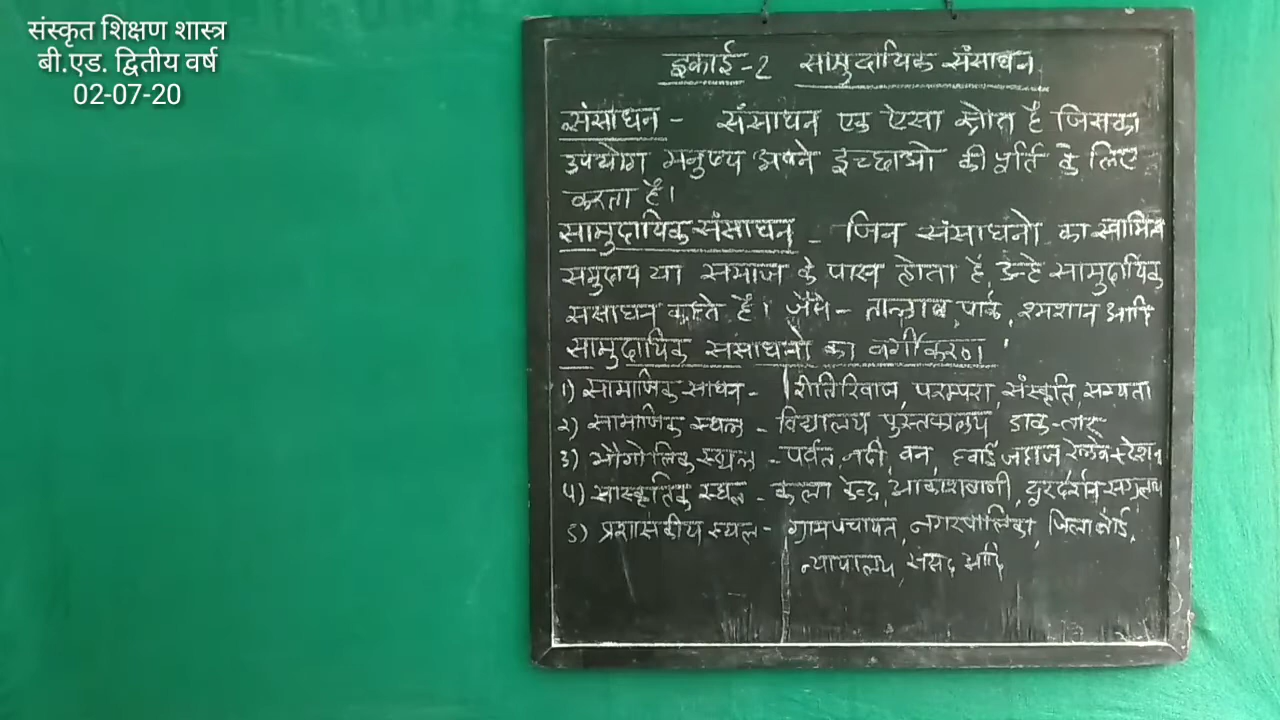 संस्कृत शिक्षण शास्त्र
बी.एड. द्वितीय वर्ष
02-07-20
इकाई-2 सामुदायिक संसाधन
संसाधन - संसाधन एक ऐसा स्रोत है जिसका
उपयोग मनुष्य अपने इच्छाओ की पूर्ति के लिए
करता है।
सामुदायिक संसाधन - जिन संसाधनो का स्वामित्व
समुदाय या समाज के पास होता है, उन्हे सामुदायिक
संसाधन कहते है। जैसे - तालाब, पार्क, श्मशान आदि
सामुदायिक संसाधनो का वर्गीकरण
1) सामाजिक साधन - रीतिरिवाज, परम्परा, संस्कृति, सभ्यता
2) सामाजिक स्थल - विद्यालय पुस्तकालय डाक-तार
3) भौगोलिक स्थल - पर्वत, नदी, वन, हवाई जहाज रेलवे स्टेशन
4) सांस्कृतिक स्थल - कला केन्द्र, आकाशवाणी, दूरदर्शन
5) प्रशासकीय स्थल - ग्रामपंचायत, नगरपालिका, जिलाबोर्ड,
न्यायालय, संसद आदि